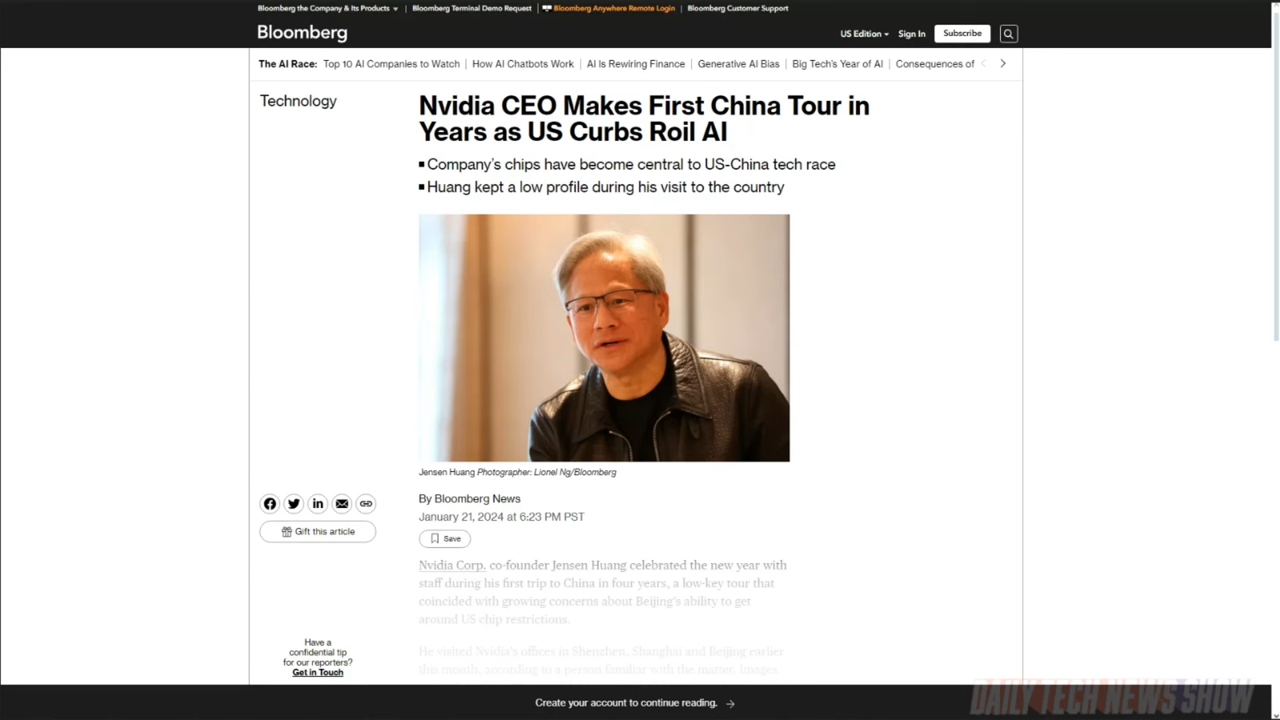 Bloomberg the Company & Its Products
Bloomberg Terminal Demo Request
Bloomberg Anywhere Remote Login
Bloomberg Customer Support
Bloomberg
US Edition
Sign In
Subscribe
The AI Race:
Top 10 AI Companies to Watch
How AI Chatbots Work
AI Is Rewiring Finance
Generative AI Bias
Big Tech's Year of AI
Consequences of
Technology
Nvidia CEO Makes First China Tour in
Years as US Curbs Roil AI
Company's chips have become central to US-China tech race
Huang kept a low profile during his visit to the country
Jensen Huang Photographer: Lionel Ng/Bloomberg
By Bloomberg News
January 21, 2024 at 6:23 PM PST
Save
Gift this article
Nvidia Corp. co-founder Jensen Huang celebrated the new year with
staff during his first trip to China in four years, a low-key tour that
coincided with growing concerns about Beijing's ability to get
around US chip restrictions.
He visited Nvidia's offices in Shenzhen, Shanghai and Beijing earlier
this month, according to a person familiar with the matter. Images
Have a
confidential tip
for our reporters?
Get in Touch
Create your account to continue reading.
DAILY TECH NEWS SHOW